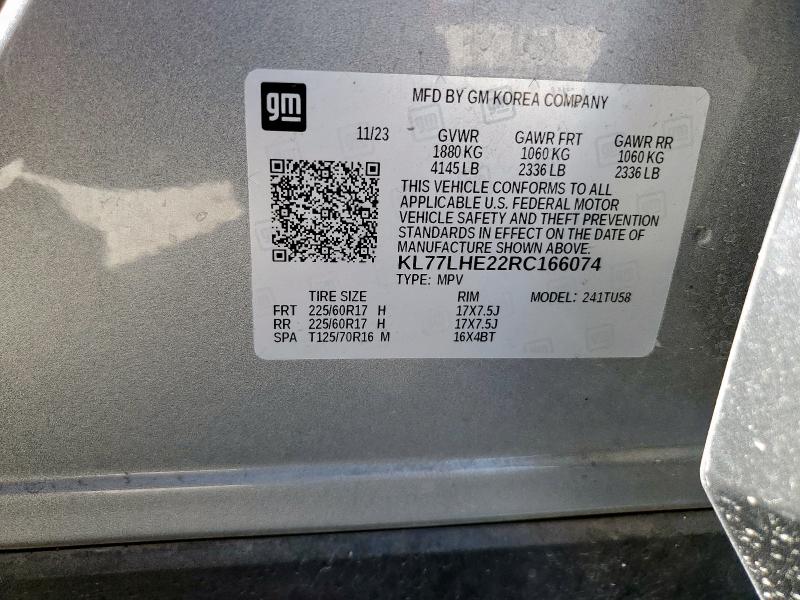 gm
MFD BY GM KOREA COMPANY
11/23 GVWR GAWR FRT GAWR RR
1880 KG 1060 KG 1060 KG
4145 LB 2336 LB 2336 LB
THIS VEHICLE CONFORMS TO ALL
APPLICABLE U.S. FEDERAL MOTOR
VEHICLE SAFETY AND THEFT PREVENTION
STANDARDS IN EFFECT ON THE DATE OF
MANUFACTURE SHOWN ABOVE.
KL77LHE22RC166074
TYPE: MPV
TIRE SIZE RIM MODEL: 241TU58
FRT 225/60R17 H 17X7.5J
RR 225/60R17 H 17X7.5J
SPA T125/70R16 M 16X4BT